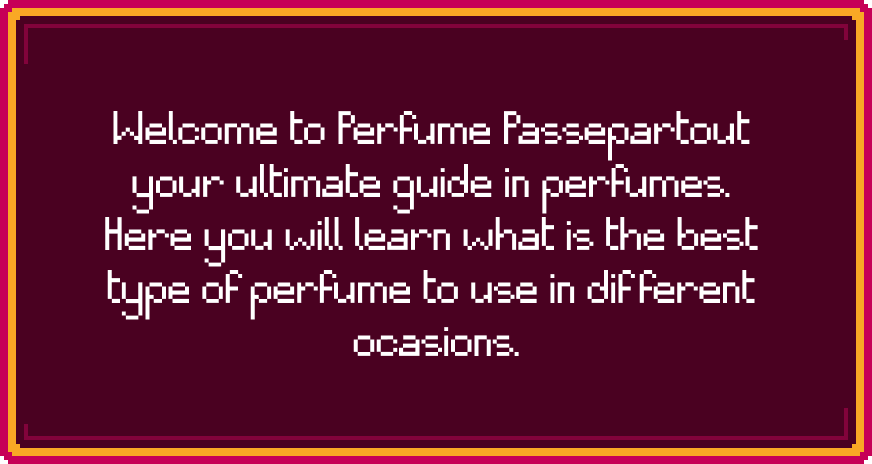 Welcome to Perfume Passepartout
your ultimate guide in perfumes.
Here you will learn what is the best
type of perfume to use in different
ocasions.